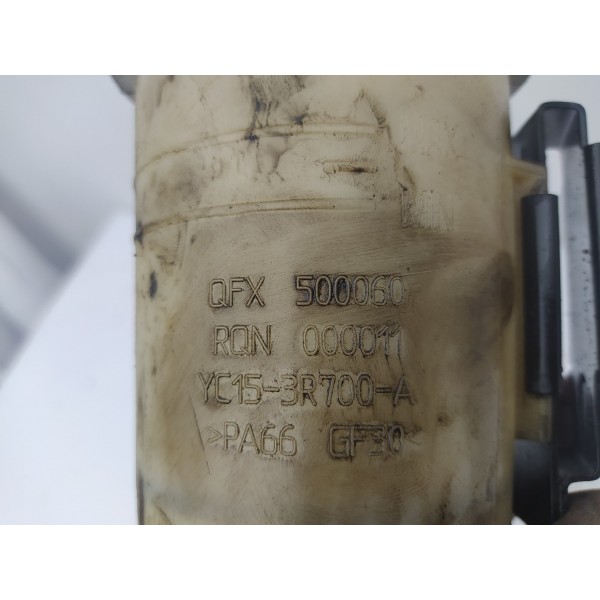 QFX 500060
RQN 000011
YC15-3R700-A
>PA66 GF30<